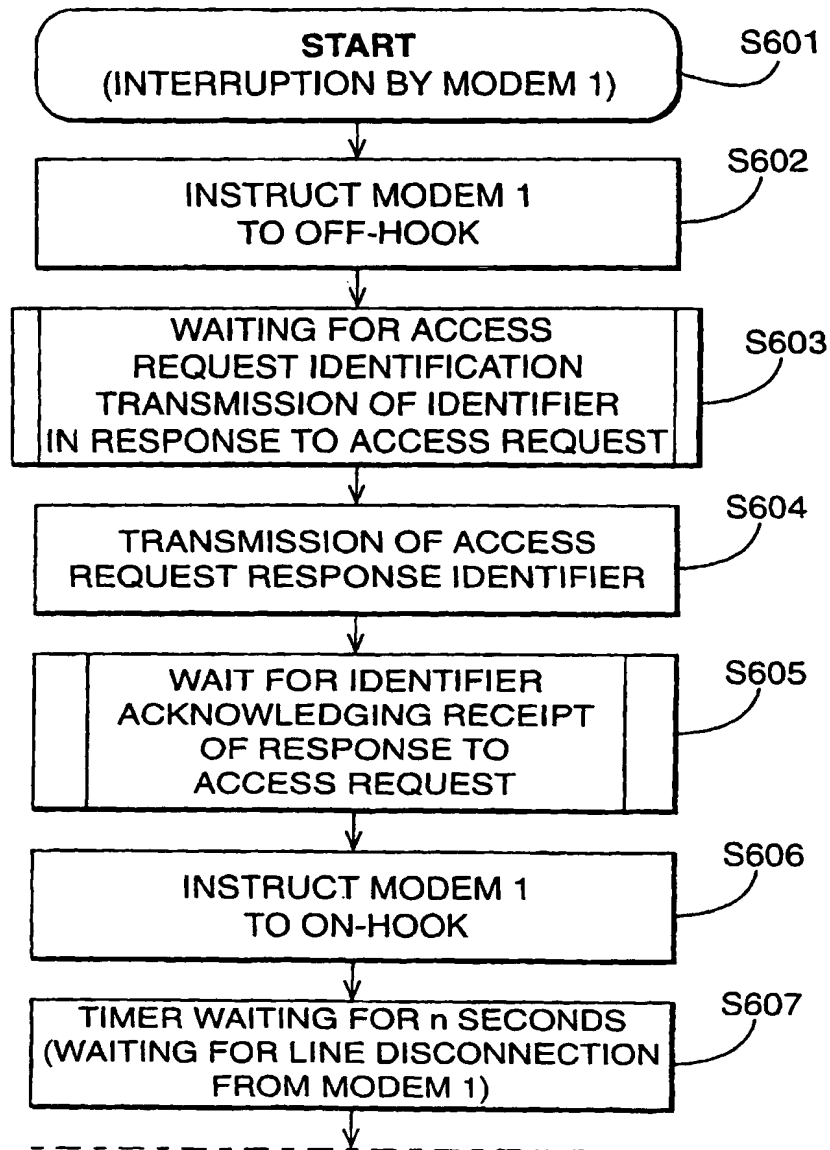 START
(INTERRUPTION BY MODEM 1)
S601
INSTRUCT MODEM 1
TO OFF-HOOK
S602
WAITING FOR ACCESS
REQUEST IDENTIFICATION
TRANSMISSION OF IDENTIFIER
IN RESPONSE TO ACCESS REQUEST
S603
TRANSMISSION OF ACCESS
REQUEST RESPONSE IDENTIFIER
S604
WAIT FOR IDENTIFIER
ACKNOWLEDGING RECEIPT
OF RESPONSE TO
ACCESS REQUEST
S605
INSTRUCT MODEM 1
TO ON-HOOK
S606
TIMER WAITING FOR n SECONDS
(WAITING FOR LINE DISCONNECTION
FROM MODEM 1)
S607